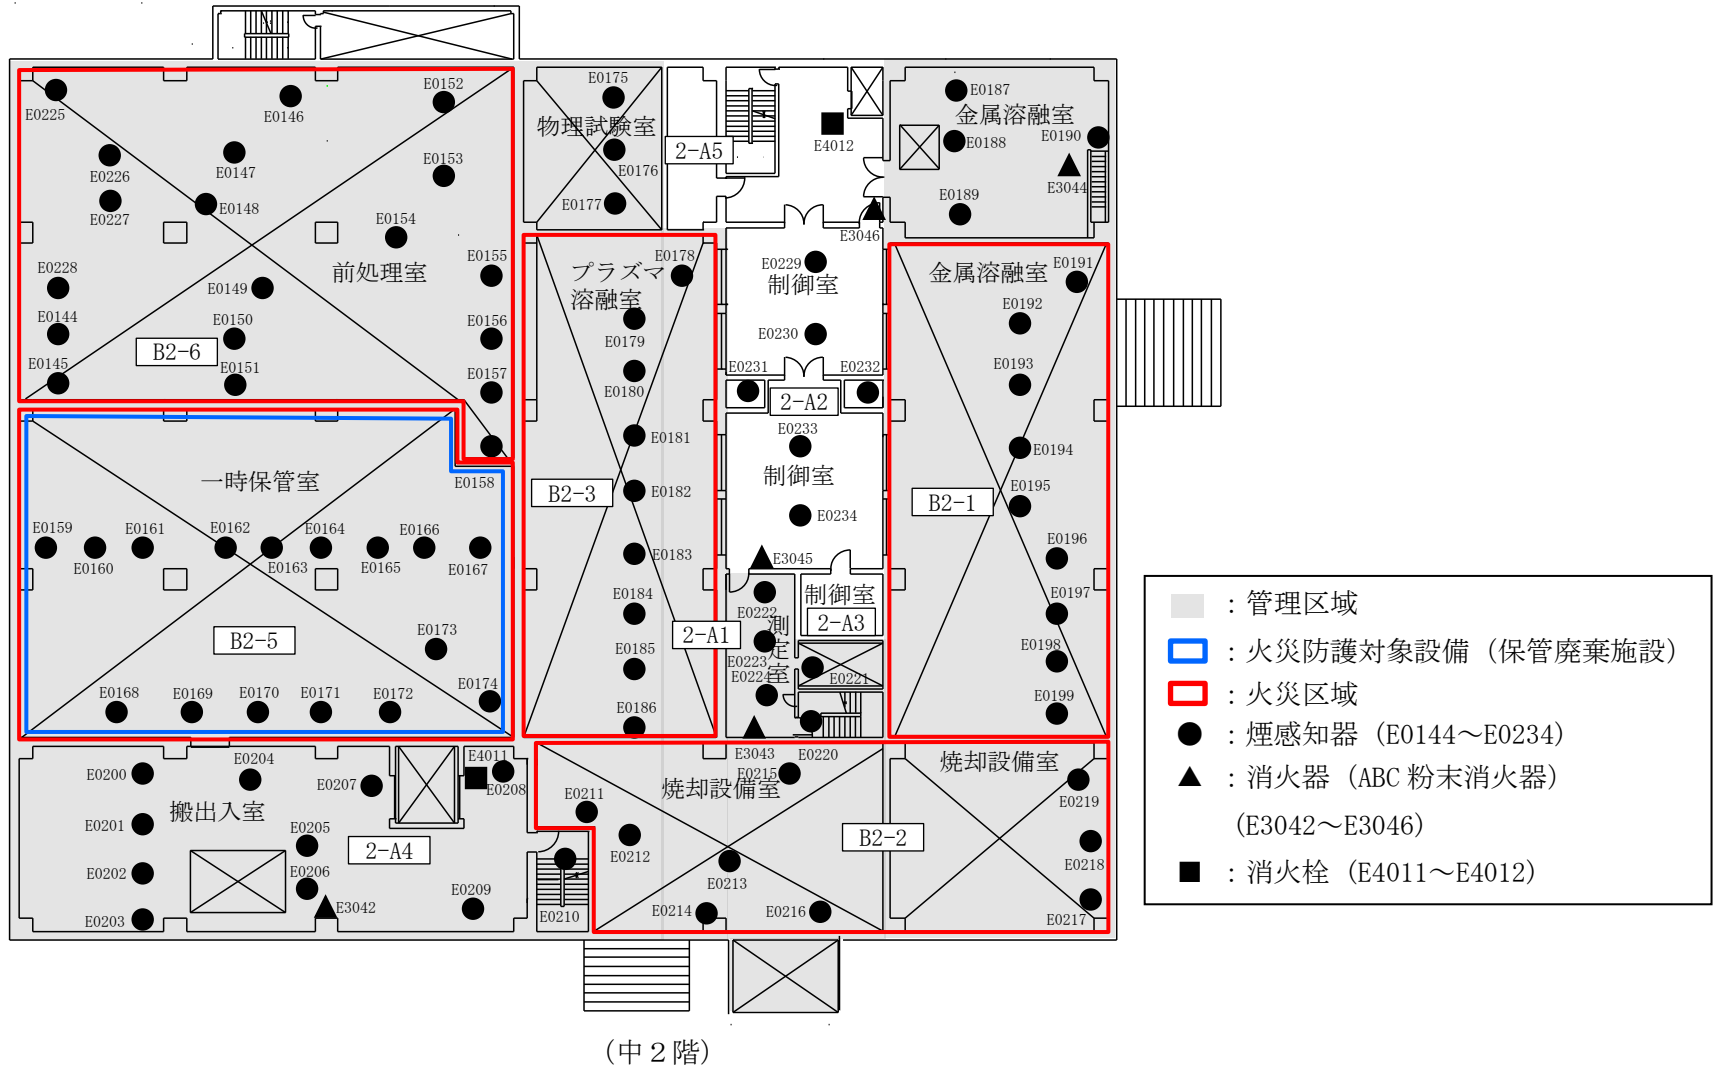 E0152
E0225
E0146
E0153
E0226
E0147
E0227
E0148
E0154
E0155
前処理室
E0228
E0149
E0144
E0150
E0156
B2-6
E0145
E0151
E0157
E0158
一時保管室
E0159
E0160
E0161
E0162
E0163
E0164
E0165
E0166
E0167
B2-5
E0173
E0168
E0169
E0170
E0171
E0172
E0174
E0175
物理試験室
E0176
E0177
2-A5
E4012
E3046
E0187
金属溶融室
E0188
E0190
E3044
E0189
プラズマ
溶融室
E0178
E0179
E0180
E0181
B2-3
E0182
E0183
E0184
2-A1
E0185
E0186
E0229
制御室
E0230
E0231
E0232
2-A2
E0233
制御室
E0234
E3045
制御室
2-A3
E0222
測定室
E0223
E0224
E0221
E3043
E0220
金属溶融室
E0191
E0192
E0193
E0194
B2-1
E0195
E0196
E0197
E0198
E0199
E0200
E0204
E0207
E4011
E0208
搬出入室
E0201
E0205
2-A4
E0202
E0206
E3042
E0209
E0203
E0210
E0211
E0215
焼却設備室
E0212
E0213
E0214
E0216
B2-2
焼却設備室
E0219
E0218
E0217
：管理区域
：火災防護対象設備（保管廃棄施設）
：火災区域
：煙感知器（E0144～E0234）
：消火器（ABC 粉末消火器）
（E3042～E3046）
：消火栓（E4011～E4012）
（中２階）